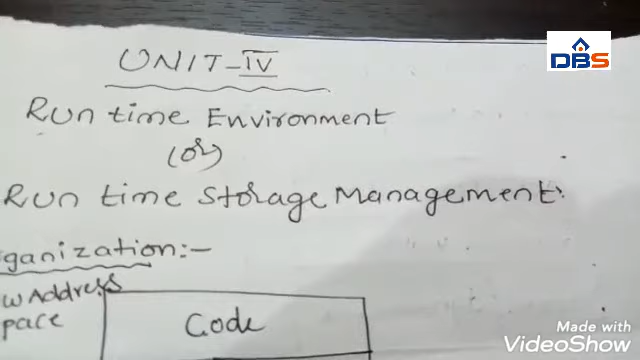 UNIT-IV
DBS
Run time Environment
(or)
Run time Storage Management:
ganization:-
w Address
pace
Code
Made with
VideoShow